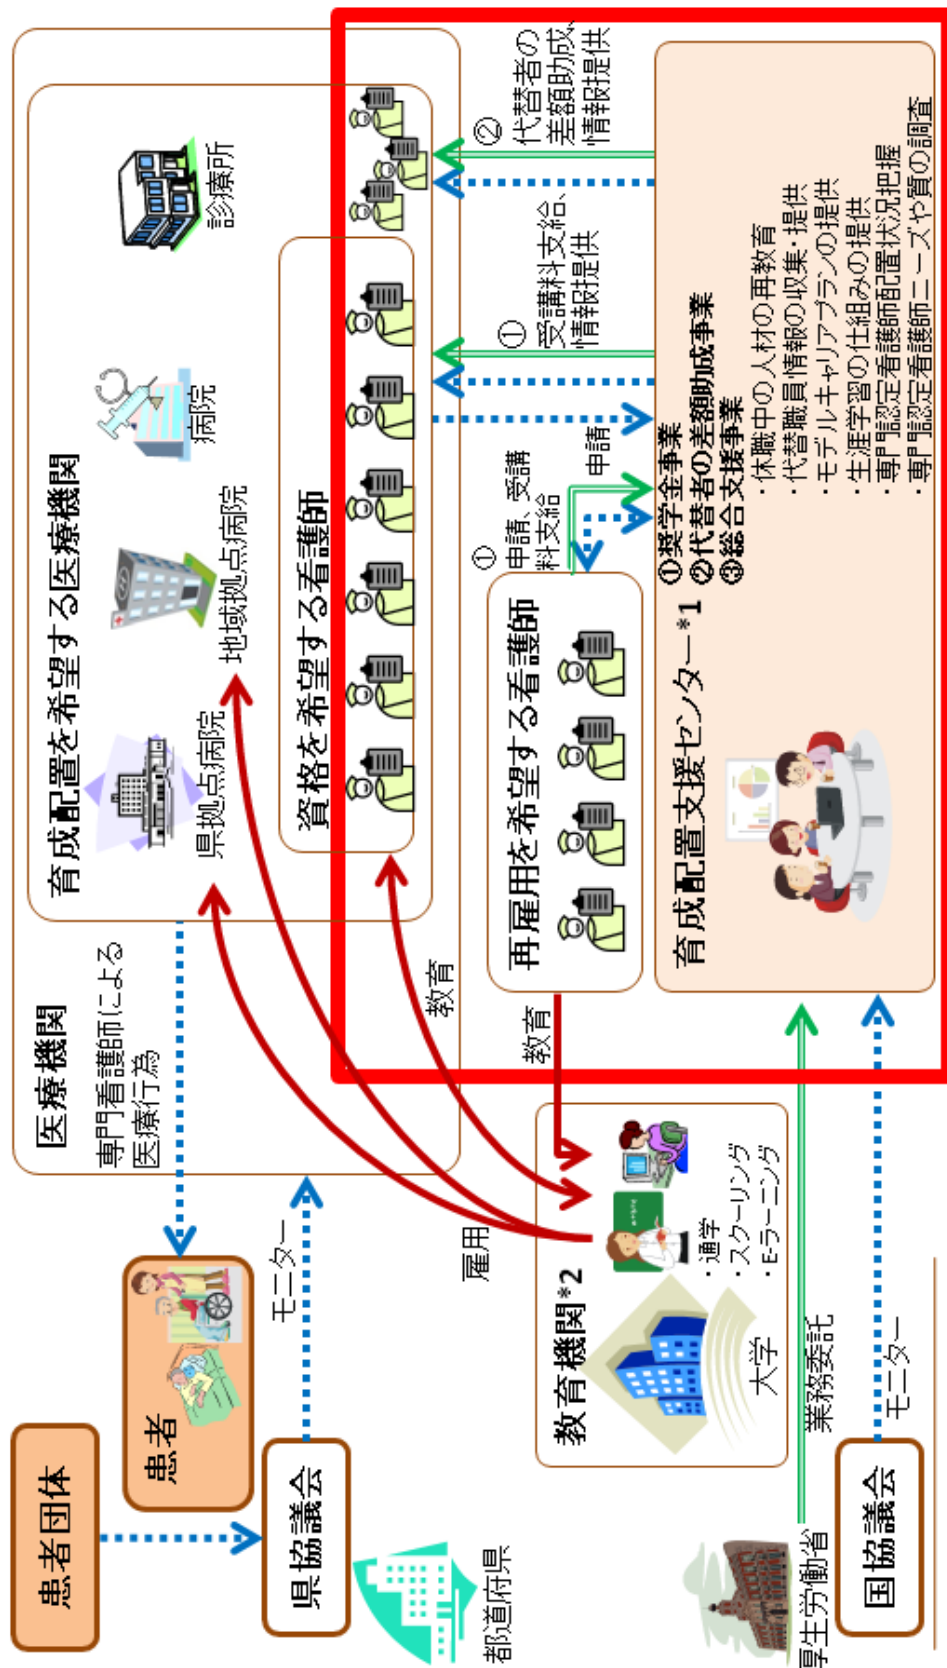 患者団体
患者
県協議会
都道府県
モニター
医療機関
専門看護師による
医療行為
育成配置を希望する医療機関
県拠点病院
地域拠点病院
病院
診療所
資格を希望する看護師
教育
雇用
教育
教育機関*2
大学
・通学
・スクーリング
・E-ラーニング
再雇用を希望する看護師
①
申請、受講
料支給
申請
①
受講料支給、
情報提供
②
代替者の
差額助成、
情報提供
育成配置支援センター*1
①奨学金事業
②代替者の差額助成事業
③総合支援事業
・休職中の人材の再教育
・代替職員情報の収集・提供
・モデルキャリアプランの提供
・生涯学習の仕組みの提供
・専門認定看護師配置状況把握
・専門認定看護師ニーズや質の調査
厚生労働省
業務委託
国協議会
モニター